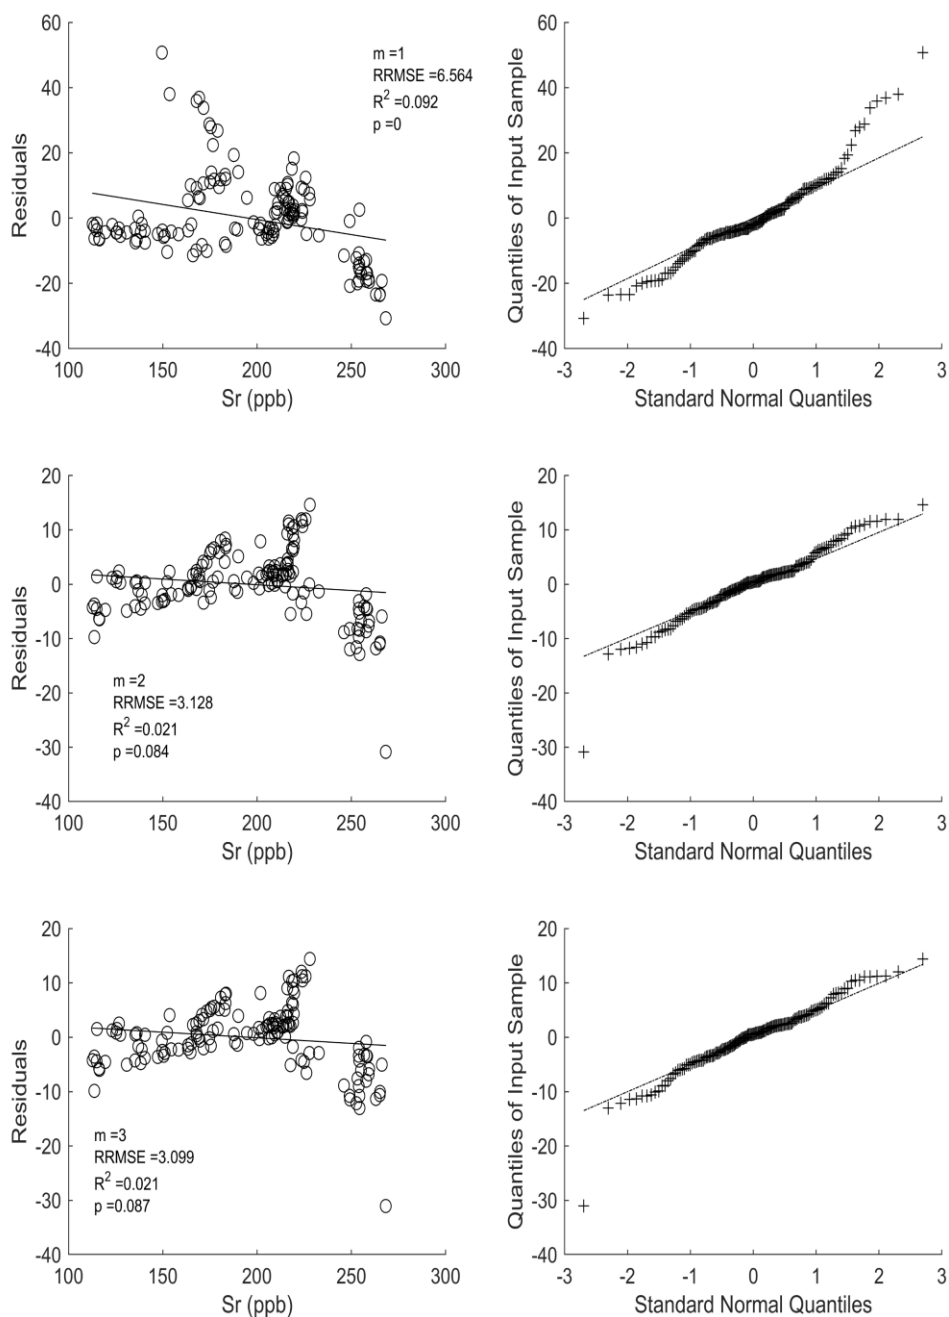 60
40
20
0
-20
-40
Residuals
100 150 200 250 300
Sr (ppb)
m =1
RRMSE =6.564
R² =0.092
p =0
60
40
20
0
-20
-40
Quantiles of Input Sample
-3 -2 -1 0 1 2 3
Standard Normal Quantiles
20
10
0
-10
-20
-30
-40
Residuals
100 150 200 250 300
Sr (ppb)
m =2
RRMSE =3.128
R² =0.021
p =0.084
20
10
0
-10
-20
-30
-40
Quantiles of Input Sample
-3 -2 -1 0 1 2 3
Standard Normal Quantiles
20
10
0
-10
-20
-30
-40
Residuals
100 150 200 250 300
Sr (ppb)
m =3
RRMSE =3.099
R² =0.021
p =0.087
20
10
0
-10
-20
-30
-40
Quantiles of Input Sample
-3 -2 -1 0 1 2 3
Standard Normal Quantiles